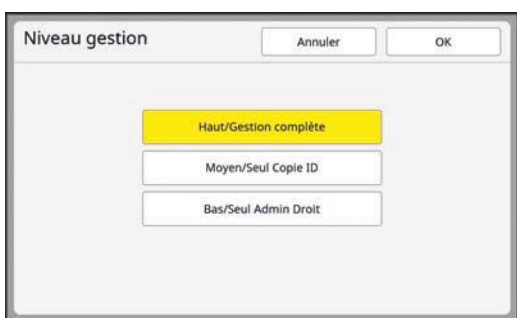 Niveau gestion
Annuler
OK
Haut/Gestion complète
Moyen/Seul Copie ID
Bas/Seul Admin Droit